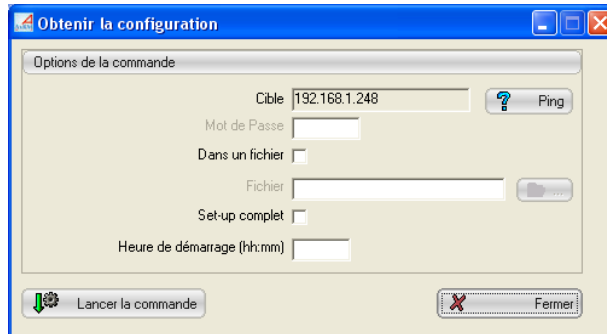 Obtenir la configuration
Options de la commande
Cible 192.168.1.248 ? Ping
Mot de Passe
Dans un fichier
Fichier ...
Set-up complet
Heure de démarrage (hh:mm)
Lancer la commande Fermer